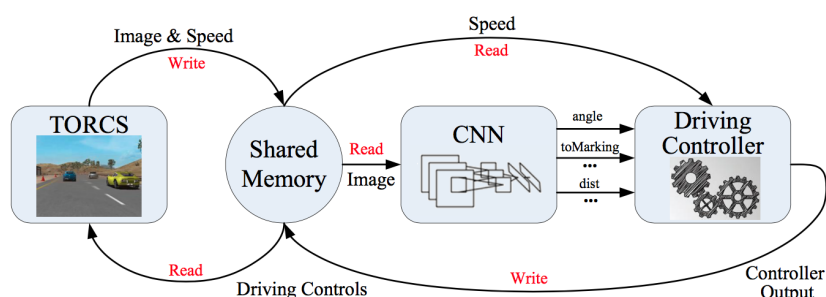 Image & Speed
Write
Speed
Read
TORCS
Shared
Memory
Read
Image
CNN
angle
toMarking
...
dist
...
Driving
Controller
Read
Driving Controls
Write
Controller
Output